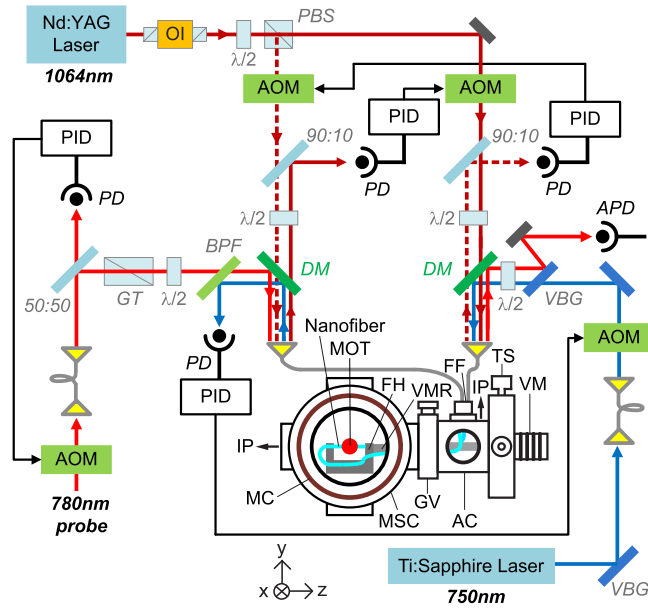 Nd:YAG
Laser
1064nm
OI
λ/2
PBS
AOM
AOM
PID
PID
PID
90:10
90:10
PD
PD
PD
λ/2
λ/2
APD
BPF
DM
DM
50:50
GT
λ/2
λ/2
VBG
PD
PID
Nanofiber
MOT
FH
VMR
FF
IP
TS
VM
AOM
IP
MC
MSC
GV
AC
AOM
780nm
probe
y
x
z
Ti:Sapphire Laser
750nm
VBG